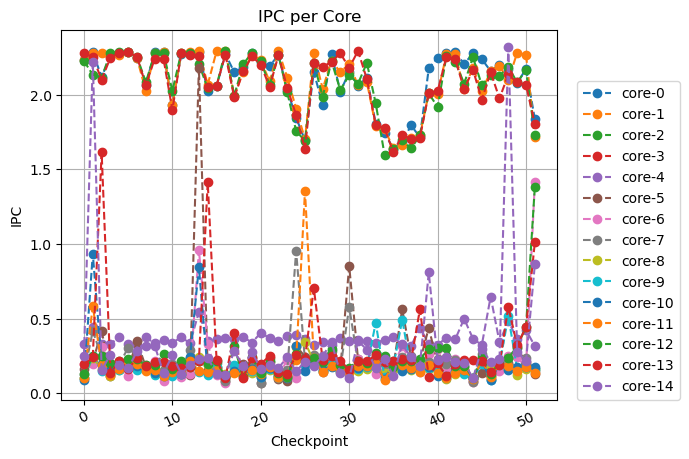 IPC per Core
IPC
2.0
1.5
1.0
0.5
0.0
0
10
20
30
40
50
Checkpoint
core-0
core-1
core-2
core-3
core-4
core-5
core-6
core-7
core-8
core-9
core-10
core-11
core-12
core-13
core-14